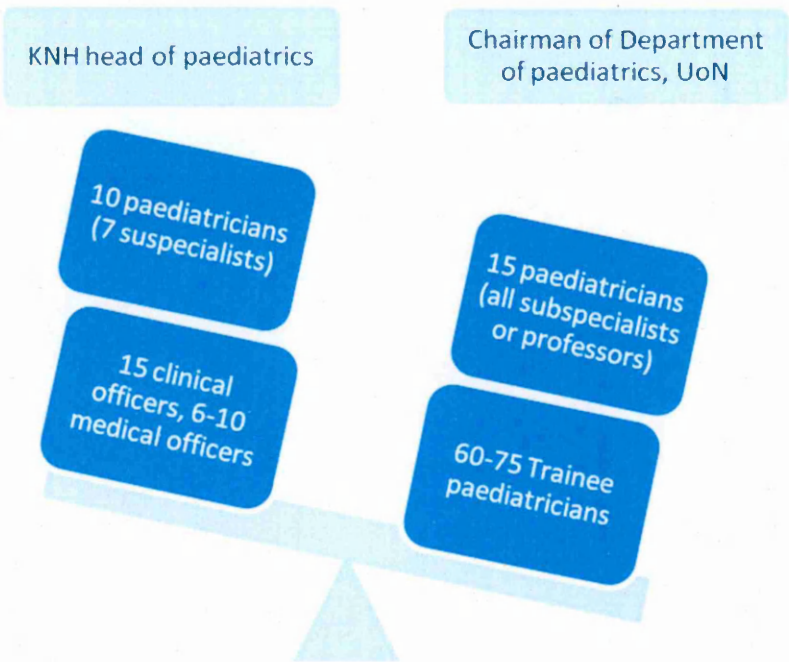 KNH head of paediatrics
Chairman of Department
of paediatrics, UoN
10 paediatricians
(7 suspecialists)
15 clinical
officers, 6-10
medical officers
15 paediatricians
(all subspecialists
or professors)
60-75 Trainee
paediatricians